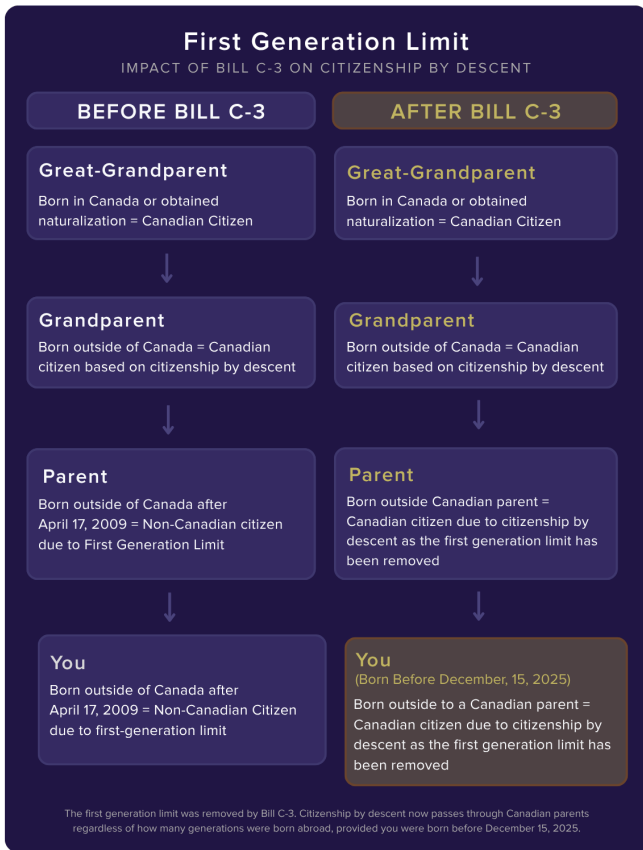 First Generation Limit
IMPACT OF BILL C-3 ON CITIZENSHIP BY DESCENT
BEFORE BILL C-3
Great-Grandparent
Born in Canada or obtained
naturalization = Canadian Citizen
Grandparent
Born outside of Canada = Canadian
citizen based on citizenship by descent
Parent
Born outside of Canada after
April 17, 2009 = Non-Canadian citizen
due to First Generation Limit
You
Born outside of Canada after
April 17, 2009 = Non-Canadian Citizen
due to first-generation limit
AFTER BILL C-3
Great-Grandparent
Born in Canada or obtained
naturalization = Canadian Citizen
Grandparent
Born outside of Canada = Canadian
citizen based on citizenship by descent
Parent
Born outside Canadian parent =
Canadian citizen due to citizenship by
descent as the first generation limit has
been removed
You
(Born Before December, 15, 2025)
Born outside to a Canadian parent =
Canadian citizen due to citizenship by
descent as the first generation limit has
been removed
The first generation limit was removed by Bill C-3. Citizenship by descent now passes through Canadian parents
regardless of how many generations were born abroad, provided you were born before December 15, 2025.